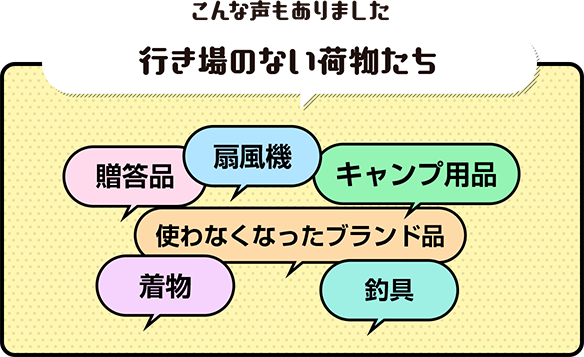 こんな声もありました
行き場のない荷物たち
扇風機
贈答品
キャンプ用品
使わなくなったブランド品
着物
釣具